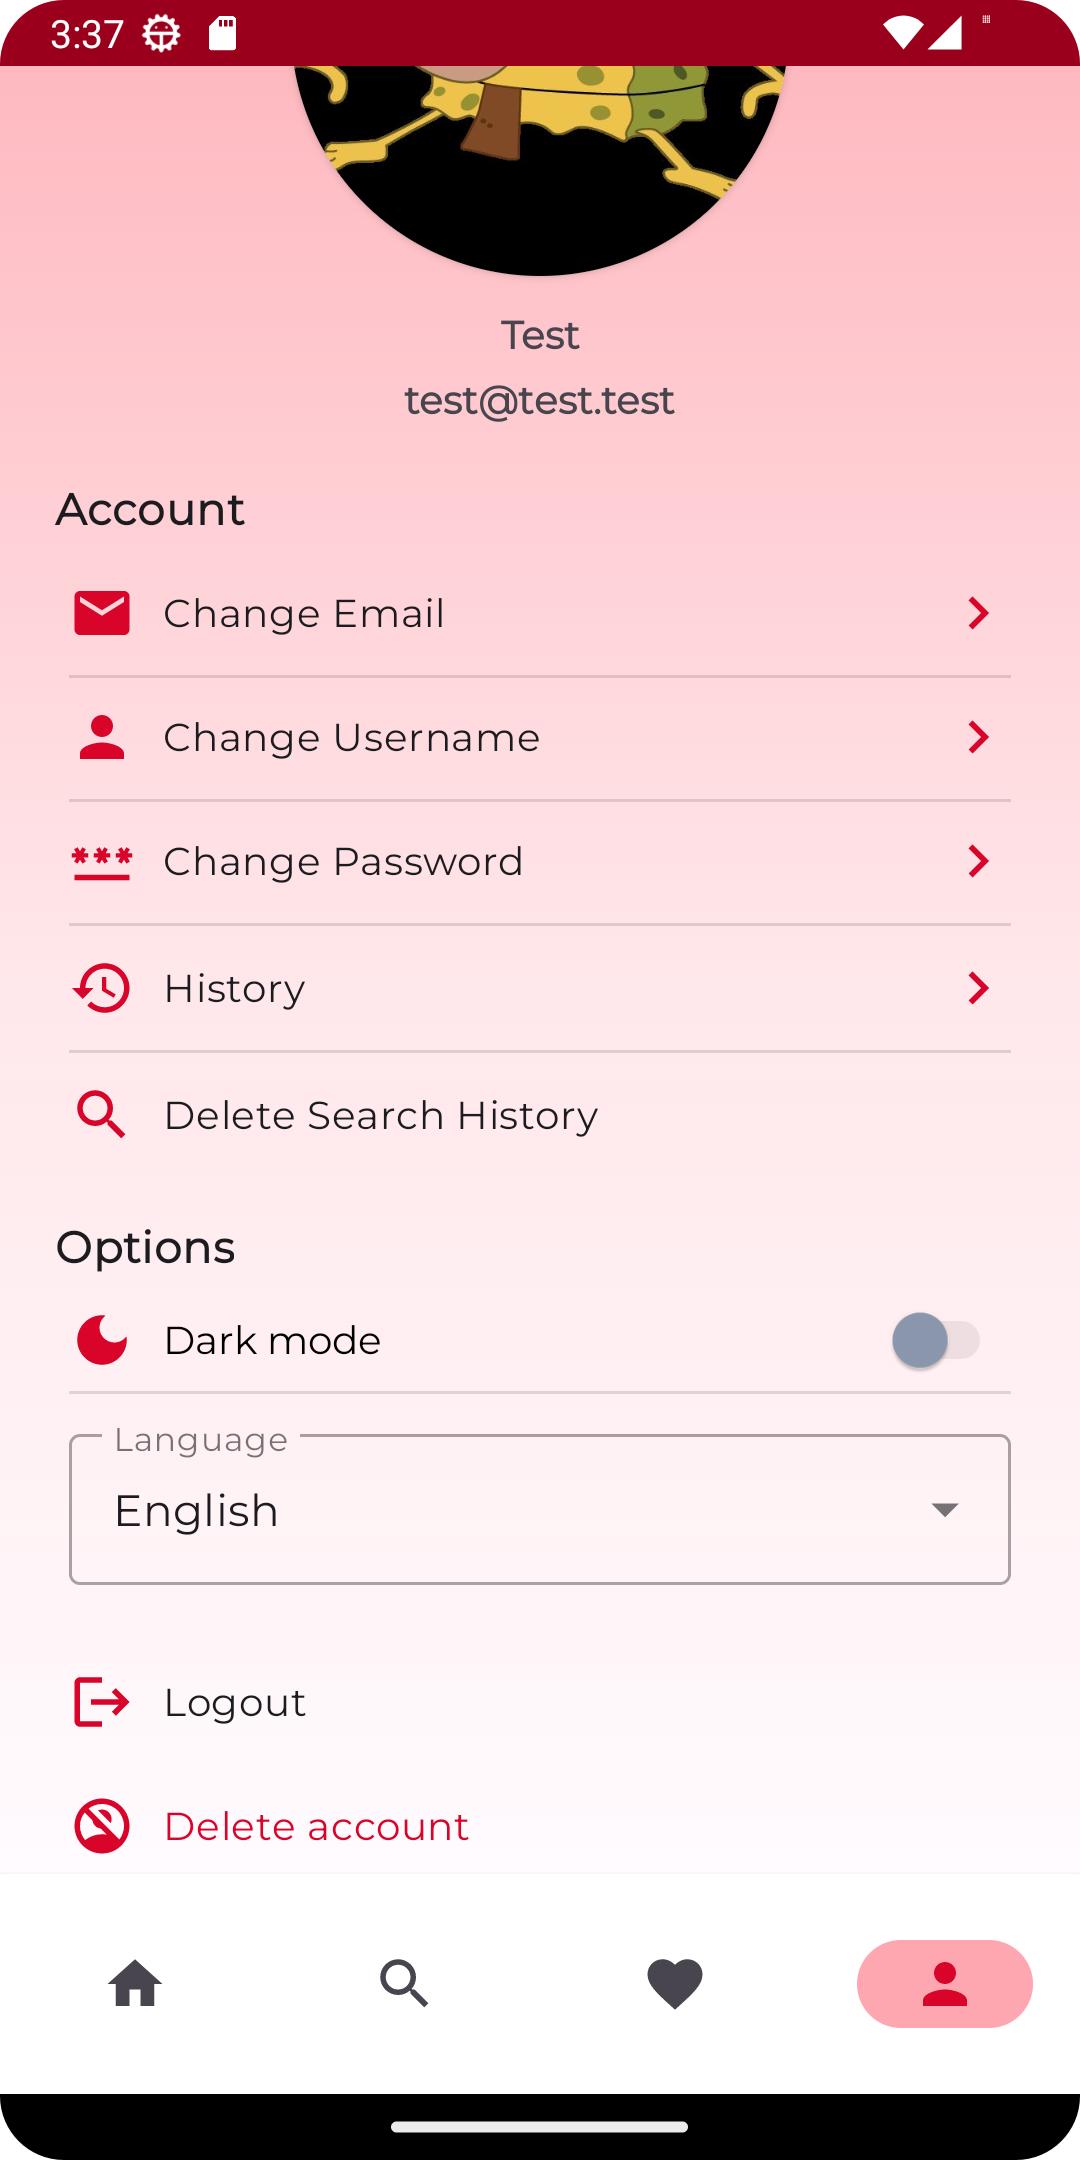 3:37
Test
test@test.test
Account
Change Email
Change Username
Change Password
History
Delete Search History
Options
Dark mode
Language
English
Logout
Delete account